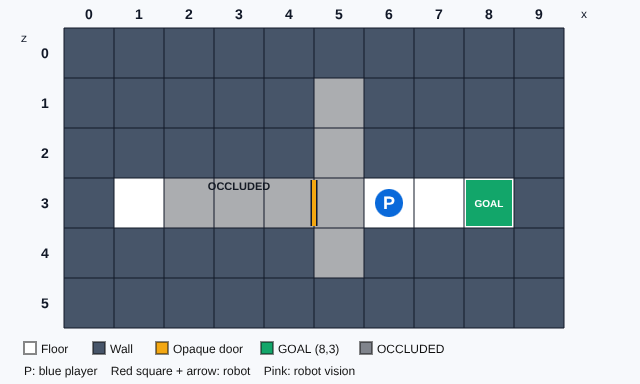 0 1 2 3 4 5 6 7 8 9 x
z
0
1
2
OCCLUDED
3 P GOAL
4
5
Floor Wall Opaque door GOAL (8,3) OCCLUDED
P: blue player Red square + arrow: robot Pink: robot vision